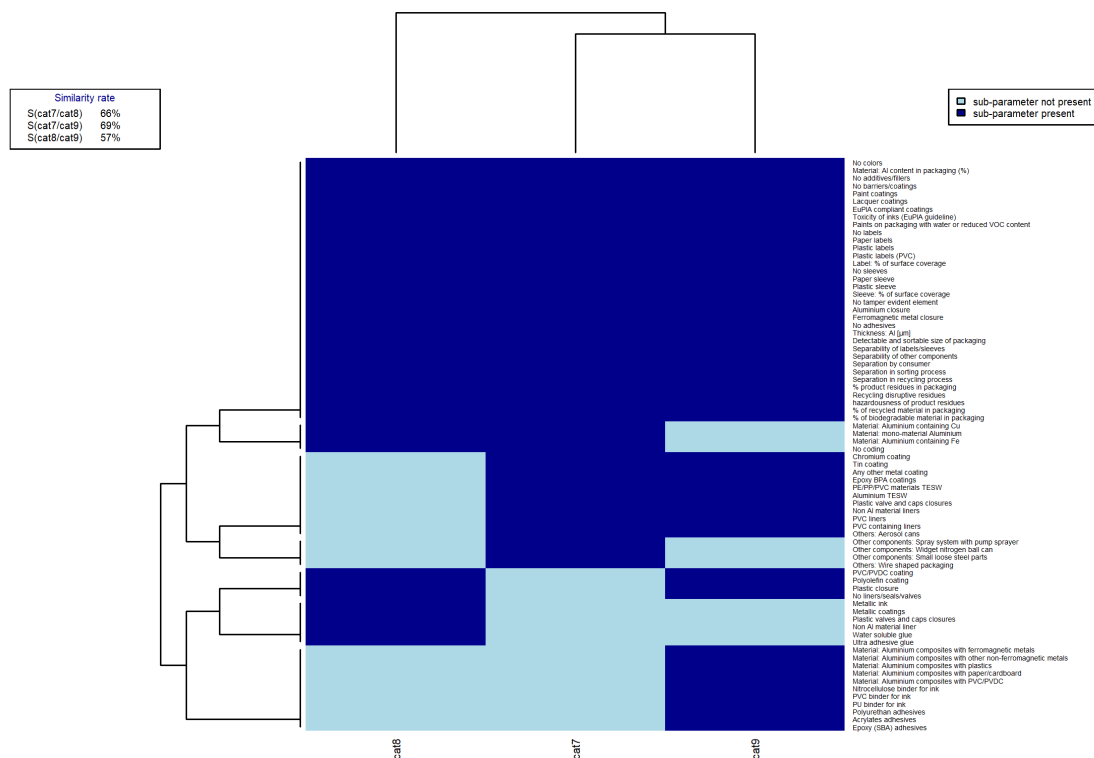 Similarity rate
S(cat7/cat8) 66%
S(cat7/cat9) 69%
S(cat8/cat9) 57%
sub-parameter not present
sub-parameter present
No colors
Material: Al content in packaging (%)
No additives/fillers
No barriers/coatings
Paint coatings
Lacquer coatings
EuPIA compliant coatings
Toxicity of inks (EuPIA guideline)
Paints on packaging with water or reduced VOC content
No labels
Paper labels
Plastic labels
Plastic labels (PVC)
Label: % of surface coverage
No sleeves
Paper sleeve
Plastic sleeve
Sleeve: % of surface coverage
No tamper evident element
Aluminium closure
Ferromagnetic metal closure
No adhesives
Thickness: Al [µm]
Detectable and sortable size of packaging
Separability of labels/sleeves
Separability of other components
Separation by consumer
Separation in sorting process
Separation in recycling process
% product residues in packaging
Recycling disruptive residues
hazardousness of product residues
% of recycled material in packaging
% of biodegradable material in packaging
Material: Aluminium containing Cu
Material: mono-material Aluminium
Material: Aluminium containing Fe
No coding
Chromium coating
Tin coating
Any other metal coating
Epoxy BPA coatings
PE/PP/PVC materials TESW
Aluminium TESW
Plastic valve and caps closures
Non Al material liners
PVC liners
PVC containing liners
Others: Aerosol cans
Other components: Spray system with pump sprayer
Other components: Widget nitrogen ball can
Other components: Small loose steel parts
Others: Wire shaped packaging
PVC/PVDC coating
Polyolefin coating
Plastic closure
No liners/seals/valves
Metallic ink
Metallic coatings
Plastic valves and caps closures
Non Al material liner
Water soluble glue
Ultra adhesive glue
Material: Aluminium composites with ferromagnetic metals
Material: Aluminium composites with other non-ferromagnetic metals
Material: Aluminium composites with plastics
Material: Aluminium composites with paper/cardboard
Material: Aluminium composites with PVC/PVDC
Nitrocellulose binder for ink
PVC binder for ink
PU binder for ink
Polyurethan adhesives
Acrylates adhesives
Epoxy (SBA) adhesives
cat8
cat7
cat9